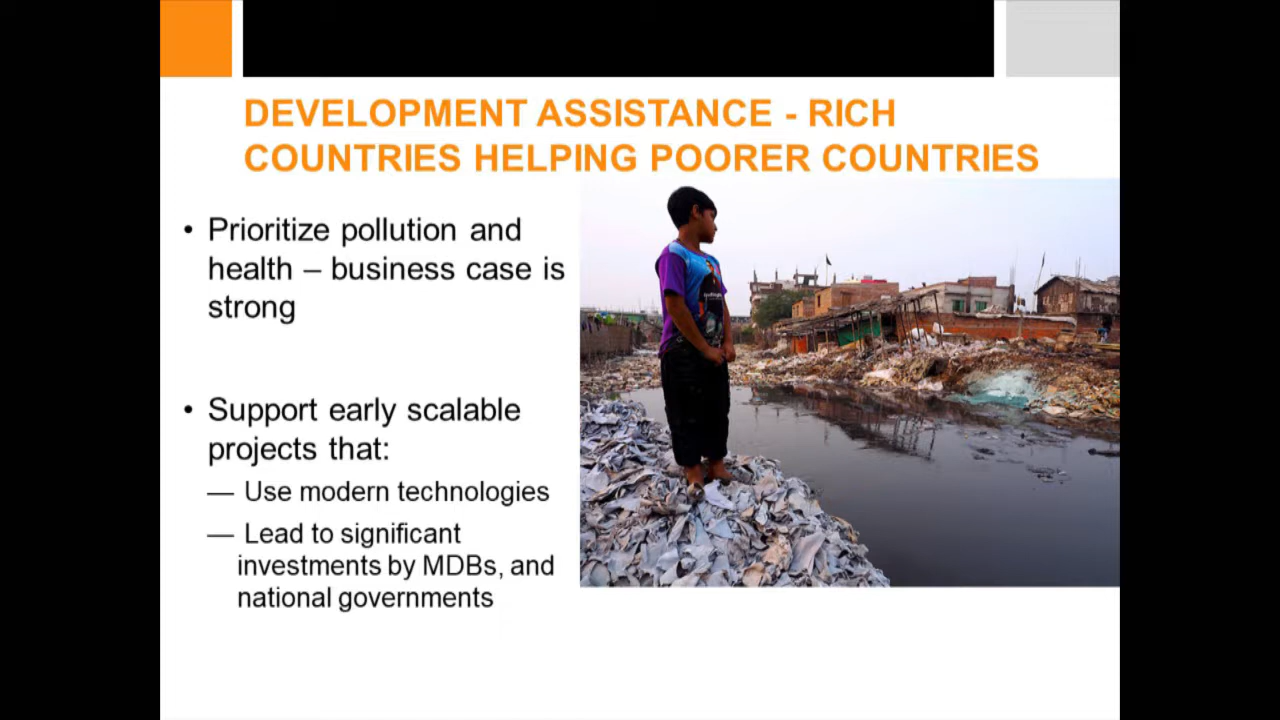 DEVELOPMENT ASSISTANCE - RICH
COUNTRIES HELPING POORER COUNTRIES
• Prioritize pollution and
health – business case is
strong
• Support early scalable
projects that:
— Use modern technologies
— Lead to significant
investments by MDBs, and
national governments